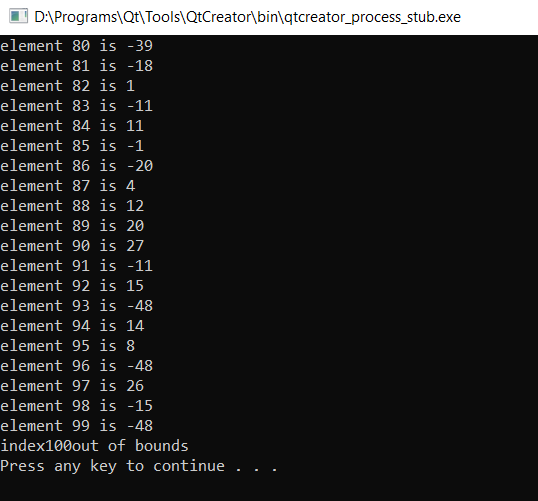 D:\Programs\Qt\Tools\QtCreator\bin\qtcreator_process_stub.exe
element 80 is -39
element 81 is -18
element 82 is 1
element 83 is -11
element 84 is 11
element 85 is -1
element 86 is -20
element 87 is 4
element 88 is 12
element 89 is 20
element 90 is 27
element 91 is -11
element 92 is 15
element 93 is -48
element 94 is 14
element 95 is 8
element 96 is -48
element 97 is 26
element 98 is -15
element 99 is -48
index100out of bounds
Press any key to continue . . .